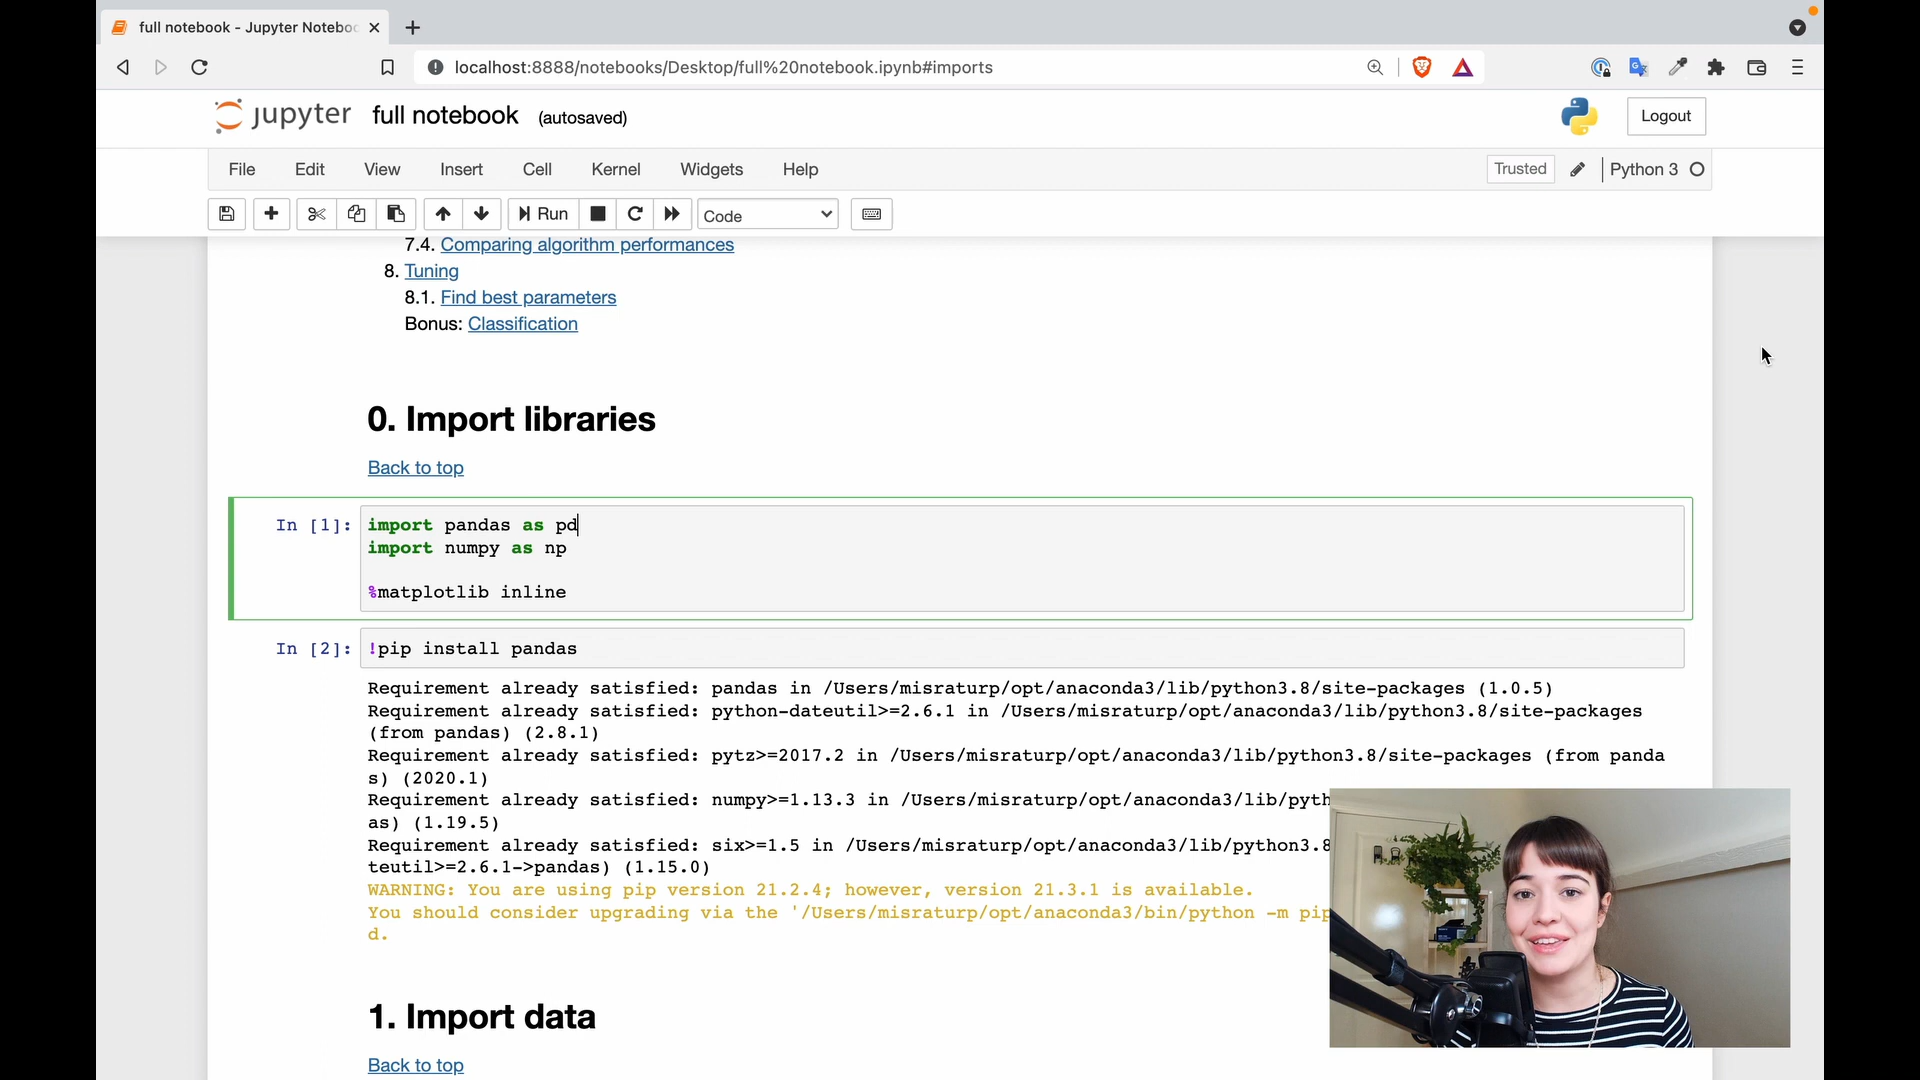 full notebook - Jupyter Noteboo
localhost:8888/notebooks/Desktop/full%20notebook.ipynb#imports
jupyter full notebook (autosaved)
Logout
File Edit View Insert Cell Kernel Widgets Help
Trusted Python 3
Run Code
7.4. Comparing algorithm performances
8. Tuning
8.1. Find best parameters
Bonus: Classification
0. Import libraries
Back to top
In [1]: import pandas as pd
import numpy as np
%matplotlib inline
In [2]: !pip install pandas
Requirement already satisfied: pandas in /Users/misraturp/opt/anaconda3/lib/python3.8/site-packages (1.0.5)
Requirement already satisfied: python-dateutil>=2.6.1 in /Users/misraturp/opt/anaconda3/lib/python3.8/site-packages
(from pandas) (2.8.1)
Requirement already satisfied: pytz>=2017.2 in /Users/misraturp/opt/anaconda3/lib/python3.8/site-packages (from panda
s) (2020.1)
Requirement already satisfied: numpy>=1.13.3 in /Users/misraturp/opt/anaconda3/lib/pyth
as) (1.19.5)
Requirement already satisfied: six>=1.5 in /Users/misraturp/opt/anaconda3/lib/python3.8
teutil>=2.6.1->pandas) (1.15.0)
WARNING: You are using pip version 21.2.4; however, version 21.3.1 is available.
You should consider upgrading via the '/Users/misraturp/opt/anaconda3/bin/python -m pip
d.
1. Import data
Back to top